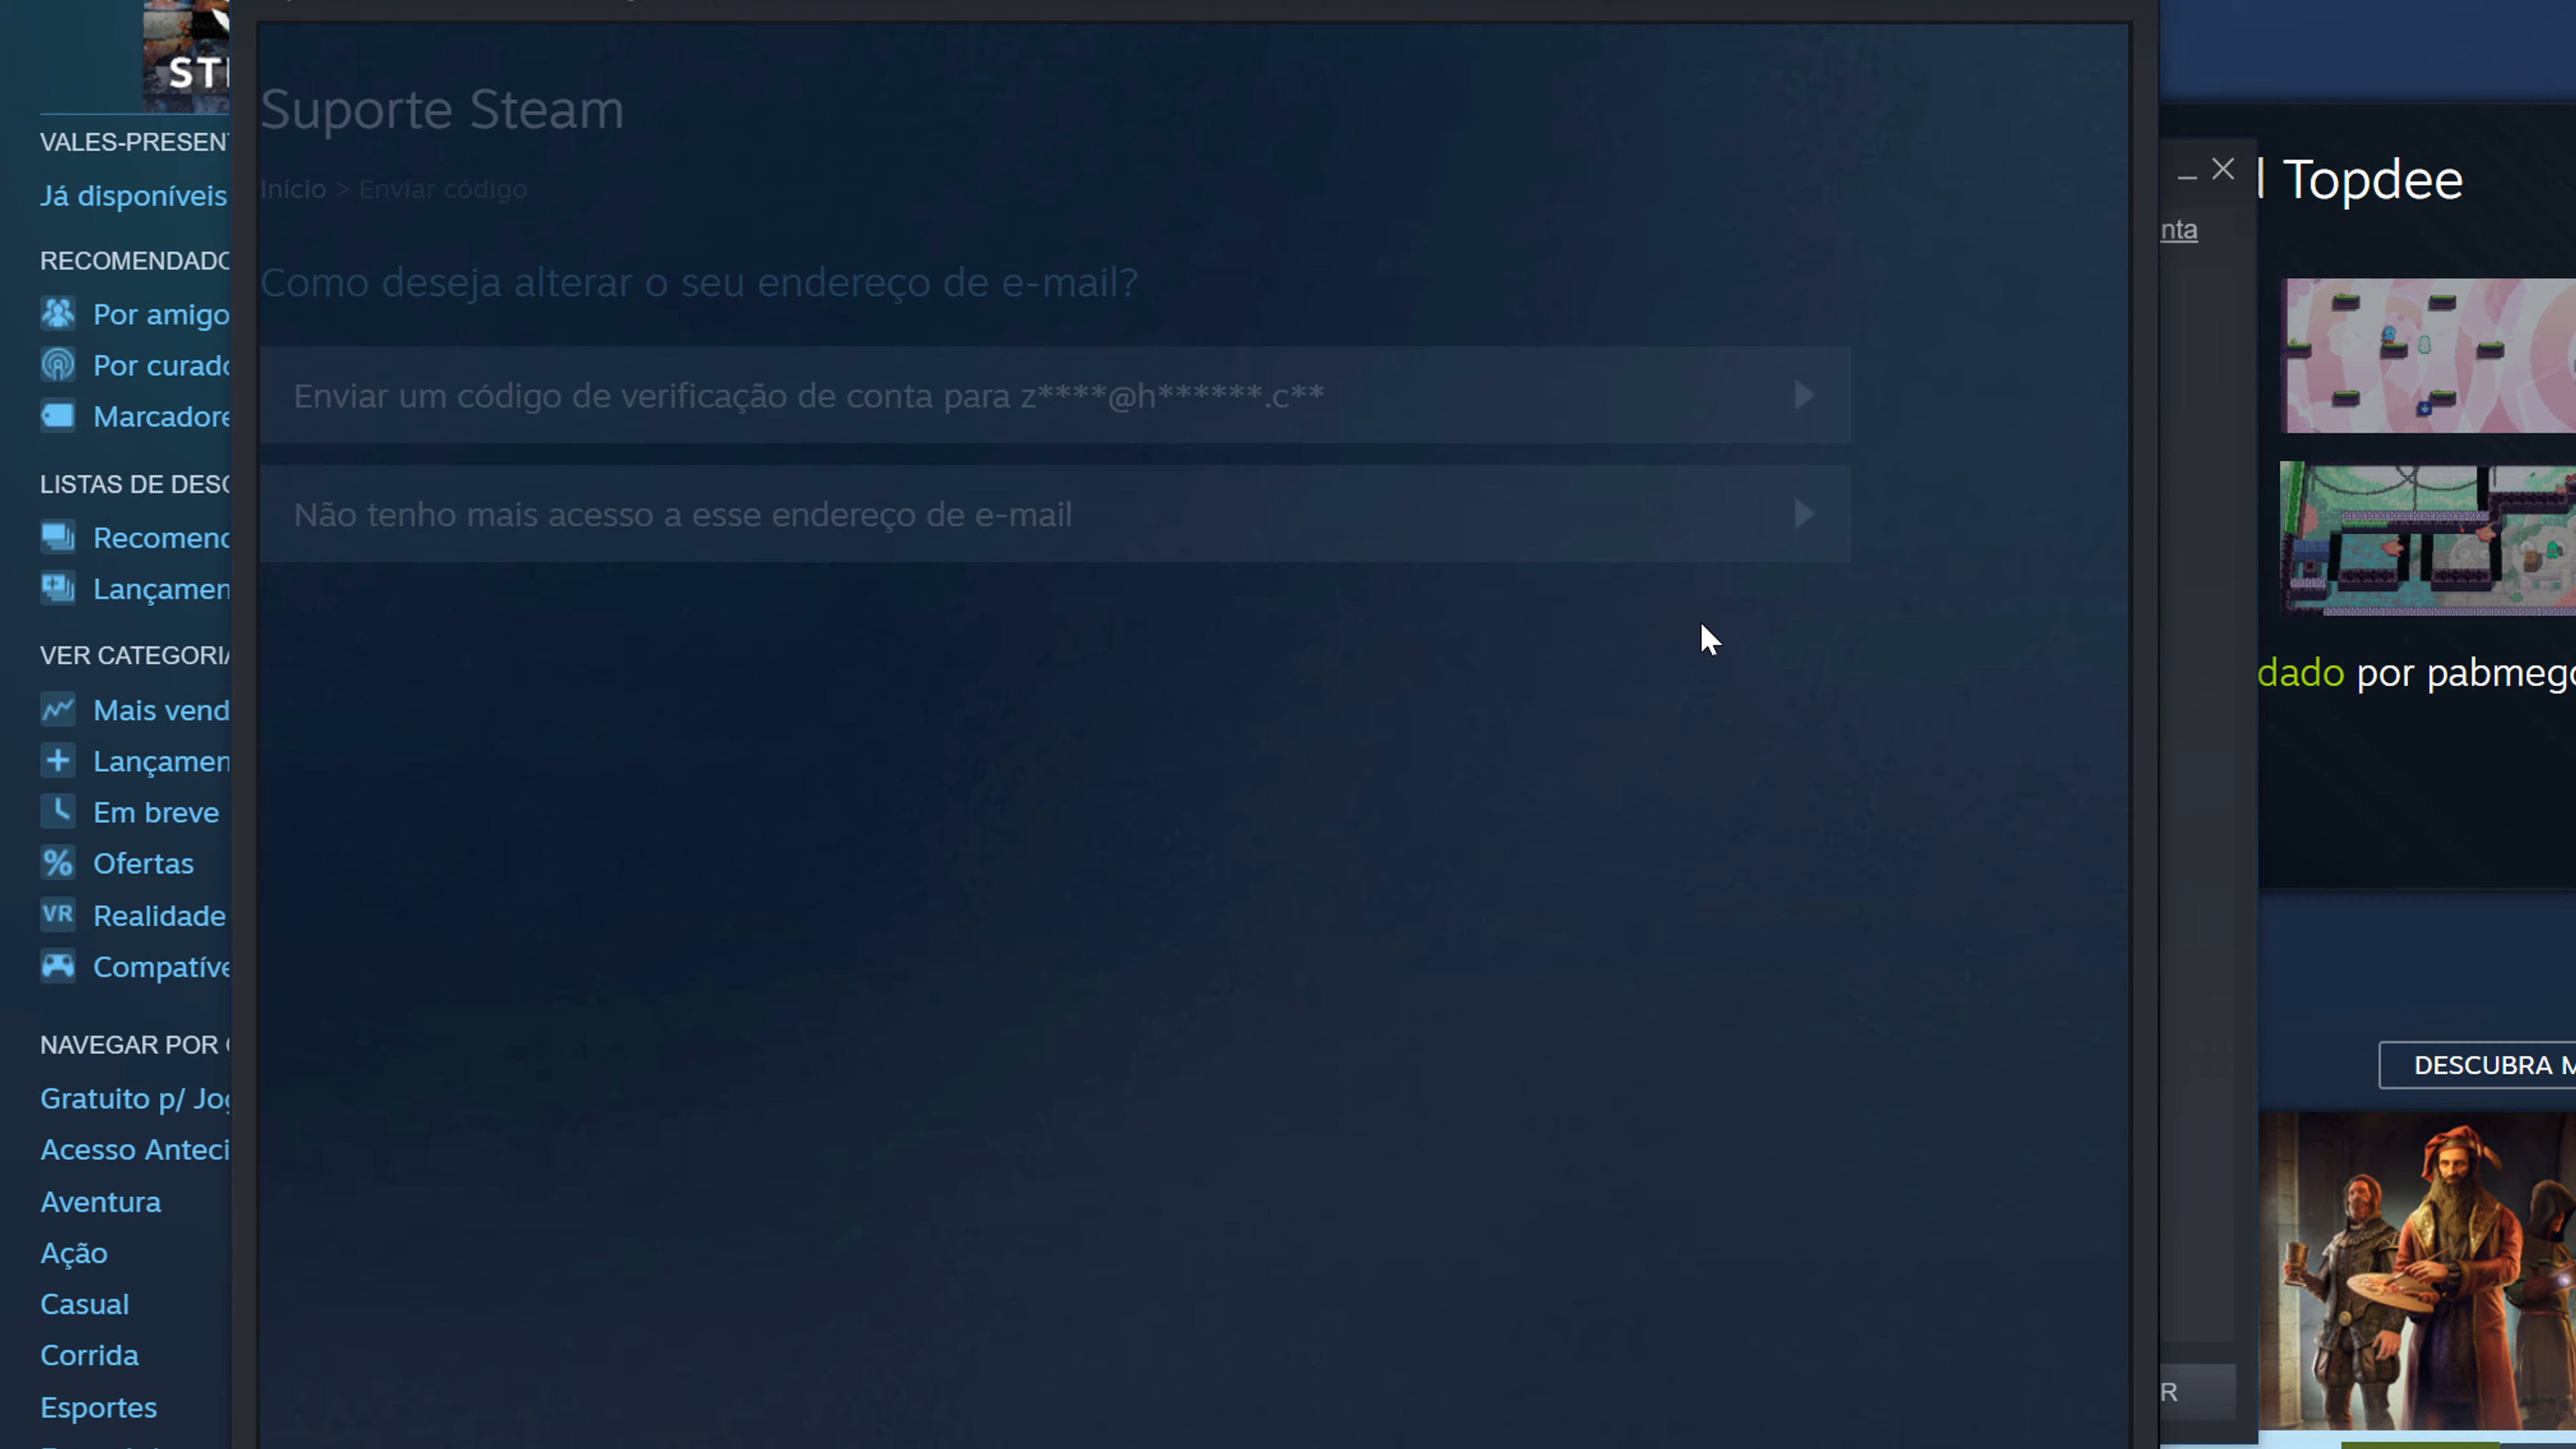 ST
VALES-PRESEN
Já disponíveis
RECOMENDADO
Por amigo
Por curado
Marcadore
LISTAS DE DESC
Recomend
Lançamen
VER CATEGORIA
Mais vend
Lançamen
Em breve
Ofertas
VR Realidade
Compatíve
NAVEGAR POR
Gratuito p/ Jog
Acesso Anteci
Aventura
Ação
Casual
Corrida
Esportes
Suporte Steam
Início > Enviar código
Como deseja alterar o seu endereço de e-mail?
Enviar um código de verificação de conta para z****@h******.c**
Não tenho mais acesso a esse endereço de e-mail
nta
R
Topdee
dado por pabmego
DESCUBRA M